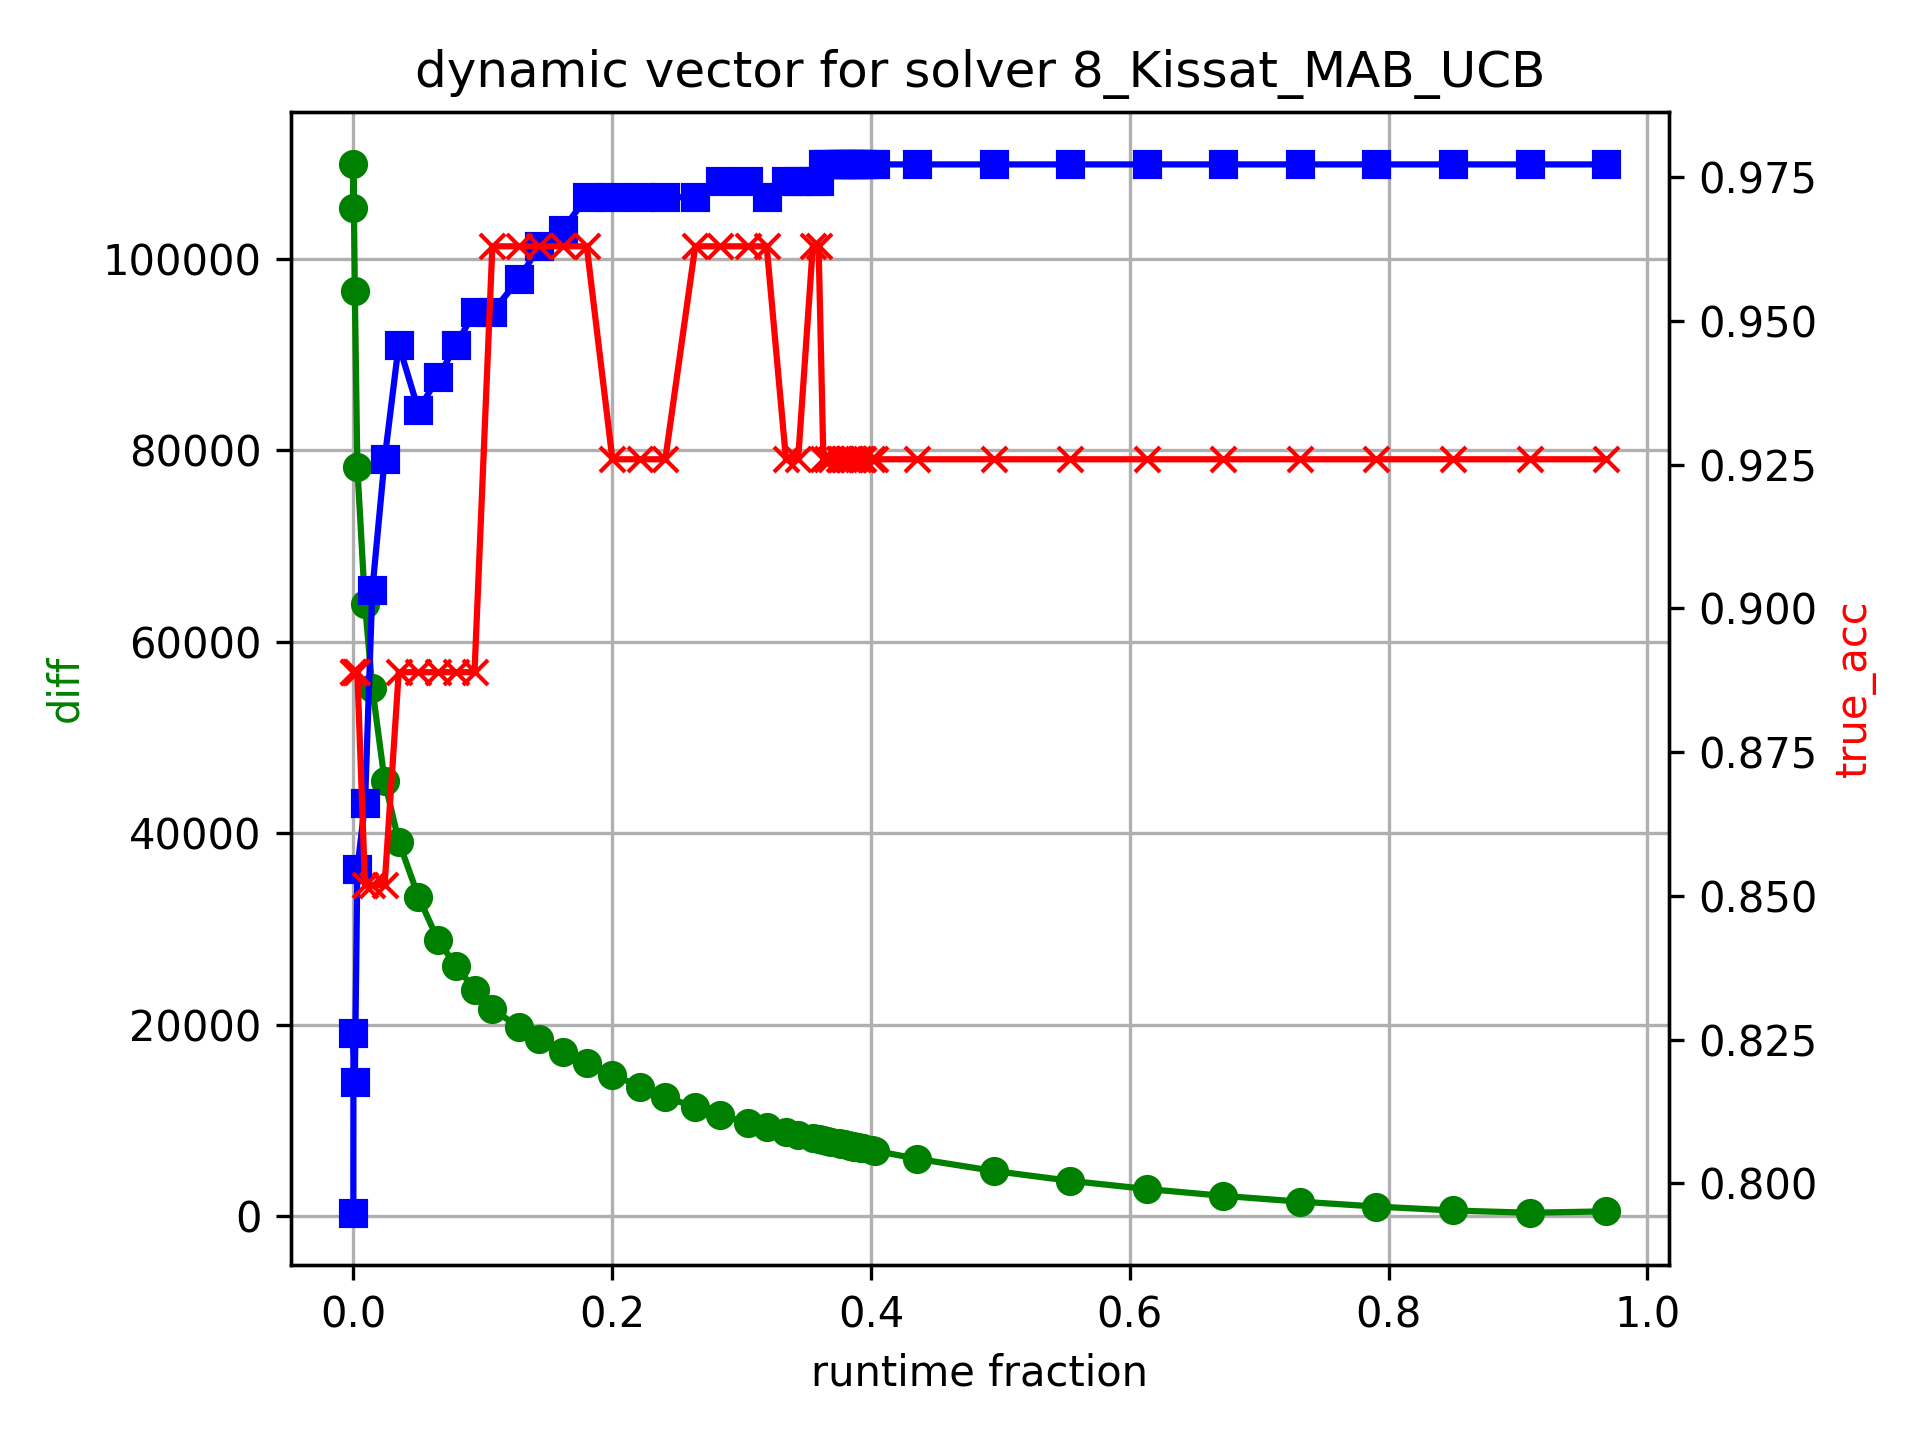 dynamic vector for solver 8_Kissat_MAB_UCB
100000
80000
60000
40000
20000
0
diff
0.975
0.950
0.925
0.900
0.875
0.850
0.825
0.800
true_acc
0.0 0.2 0.4 0.6 0.8 1.0
runtime fraction